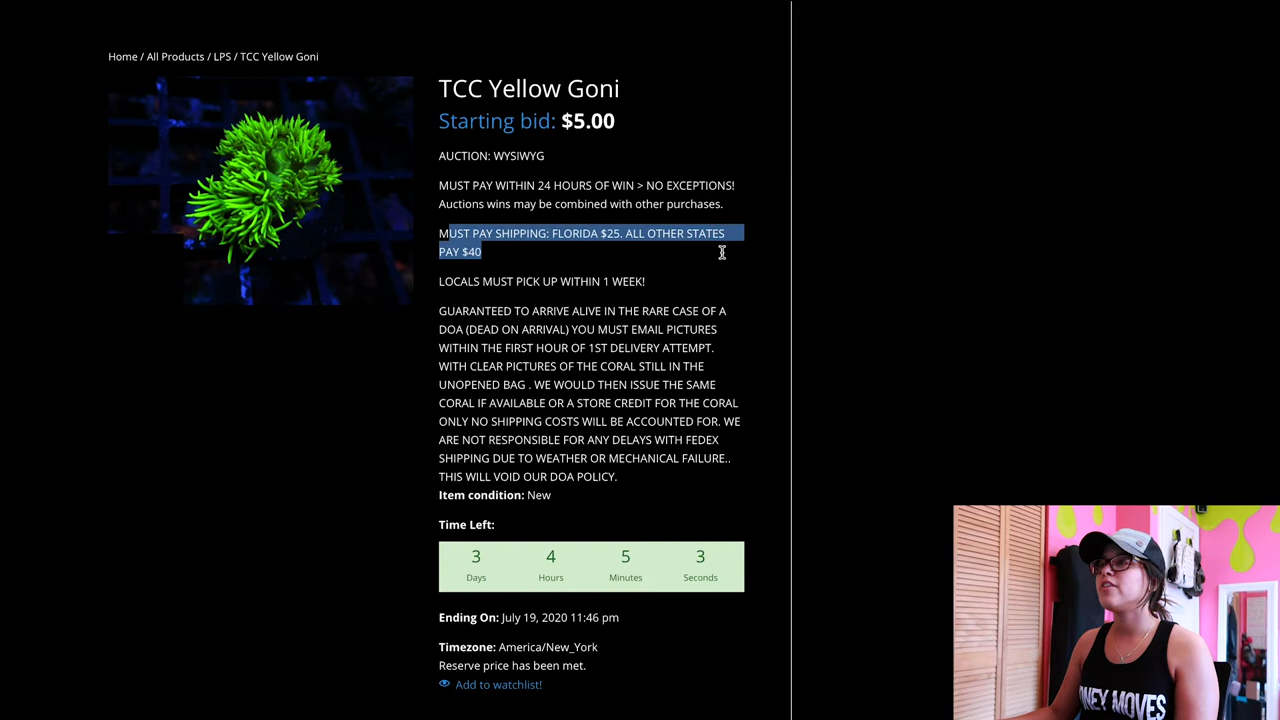 Home / All Products / LPS / TCC Yellow Goni
TCC Yellow Goni
Starting bid: $5.00
AUCTION: WYSIWYG
MUST PAY WITHIN 24 HOURS OF WIN > NO EXCEPTIONS!
Auctions wins may be combined with other purchases.
MUST PAY SHIPPING: FLORIDA $25. ALL OTHER STATES
PAY $40
LOCALS MUST PICK UP WITHIN 1 WEEK!
GUARANTEED TO ARRIVE ALIVE IN THE RARE CASE OF A
DOA (DEAD ON ARRIVAL) YOU MUST EMAIL PICTURES
WITHIN THE FIRST HOUR OF 1ST DELIVERY ATTEMPT.
WITH CLEAR PICTURES OF THE CORAL STILL IN THE
UNOPENED BAG . WE WOULD THEN ISSUE THE SAME
CORAL IF AVAILABLE OR A STORE CREDIT FOR THE CORAL
ONLY NO SHIPPING COSTS WILL BE ACCOUNTED FOR. WE
ARE NOT RESPONSIBLE FOR ANY DELAYS WITH FEDEX
SHIPPING DUE TO WEATHER OR MECHANICAL FAILURE..
THIS WILL VOID OUR DOA POLICY.
Item condition: New
Time Left:
3 4 5 3
Days Hours Minutes Seconds
Ending On: July 19, 2020 11:46 pm
Timezone: America/New_York
Reserve price has been met.
Add to watchlist!
MOVES